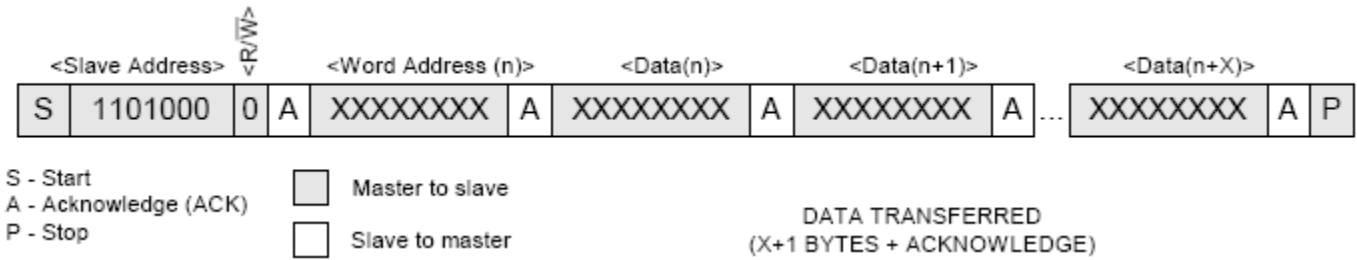 <Slave Address> <R/W̅> <Word Address (n)> <Data(n)> <Data(n+1)> <Data(n+X)>
S 1101000 0 A XXXXXXXX A XXXXXXXX A XXXXXXXX A ... XXXXXXXX A P
S - Start
A - Acknowledge (ACK)
P - Stop
Master to slave
Slave to master
DATA TRANSFERRED
(X+1 BYTES + ACKNOWLEDGE)